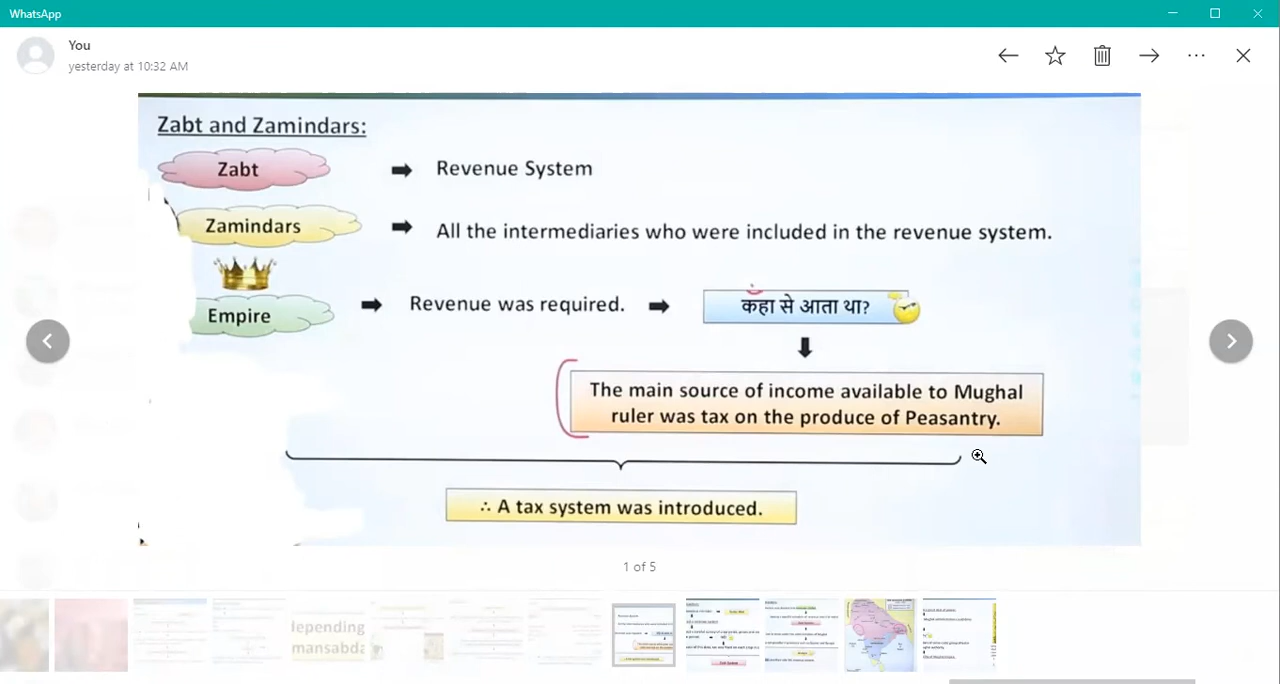 WhatsApp
You
yesterday at 10:32 AM
Zabt and Zamindars:
Zabt ➡ Revenue System
Zamindars ➡ All the intermediaries who were included in the revenue system.
Empire ➡ Revenue was required. ➡ कहा से आता था?
The main source of income available to Mughal
ruler was tax on the produce of Peasantry.
∴ A tax system was introduced.
1 of 5
depending
mansabda